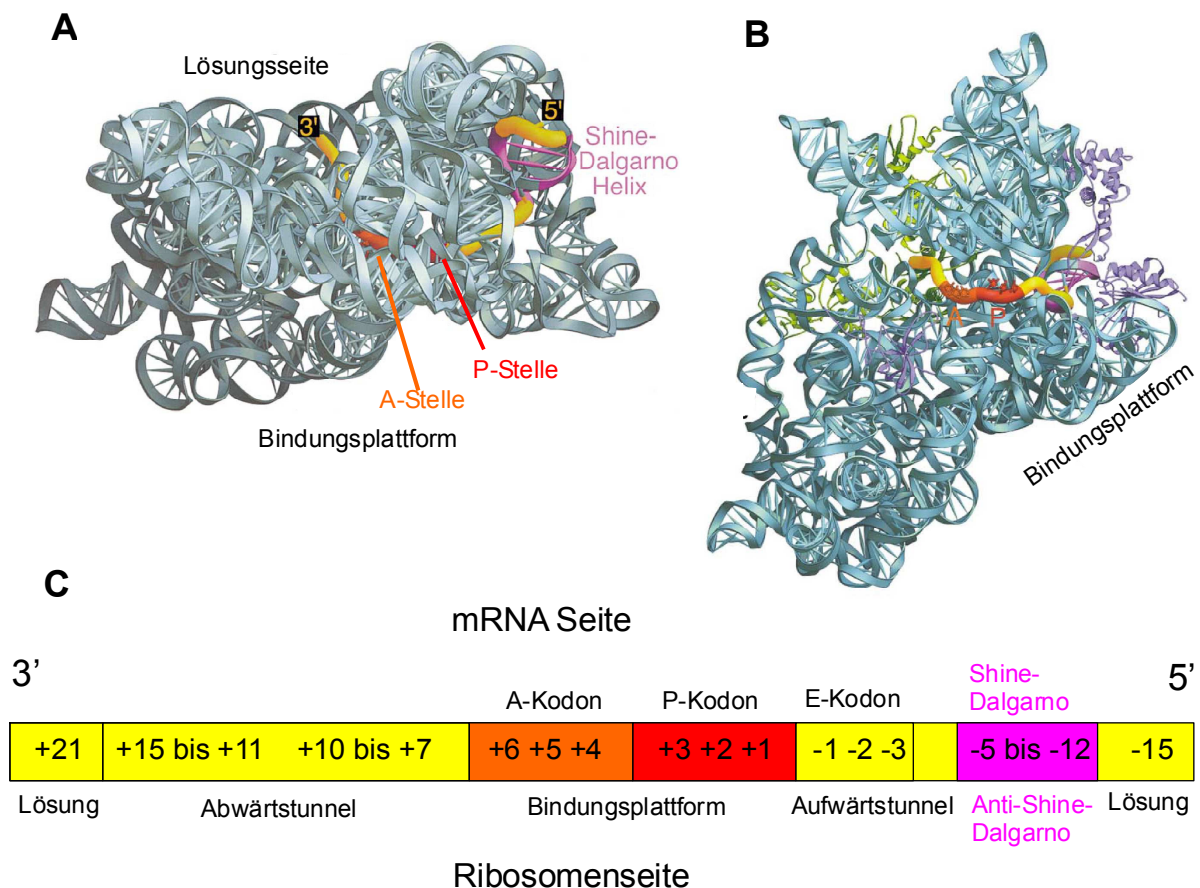 A
Lösungsseite
3'
5'
Shine-
Dalgarno
Helix
P-Stelle
A-Stelle
Bindungsplattform
B
A P
Bindungsplattform
C
mRNA Seite
3’
5’
A-Kodon P-Kodon E-Kodon Shine-
Dalgarno
+21 +15 bis +11 +10 bis +7 +6 +5 +4 +3 +2 +1 -1 -2 -3 -5 bis -12 -15
Lösung Abwärtstunnel Bindungsplattform Aufwärtstunnel Anti-Shine-
Dalgarno Lösung
Ribosomenseite